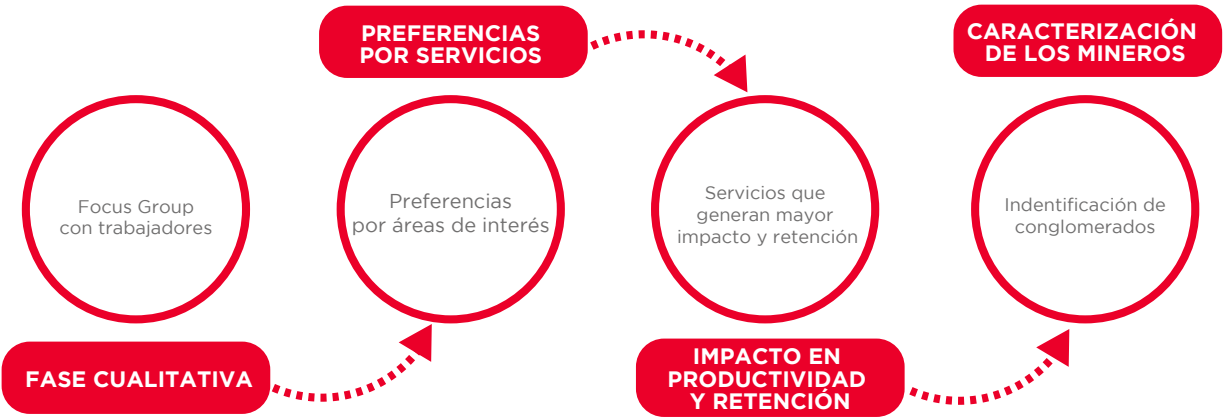 Focus Group
con trabajadores
FASE CUALITATIVA
PREFERENCIAS
POR SERVICIOS
Preferencias
por áreas de interés
Servicios que
generan mayor
impacto y retención
IMPACTO EN
PRODUCTIVIDAD
Y RETENCIÓN
CARACTERIZACIÓN
DE LOS MINEROS
Indentificación de
conglomerados